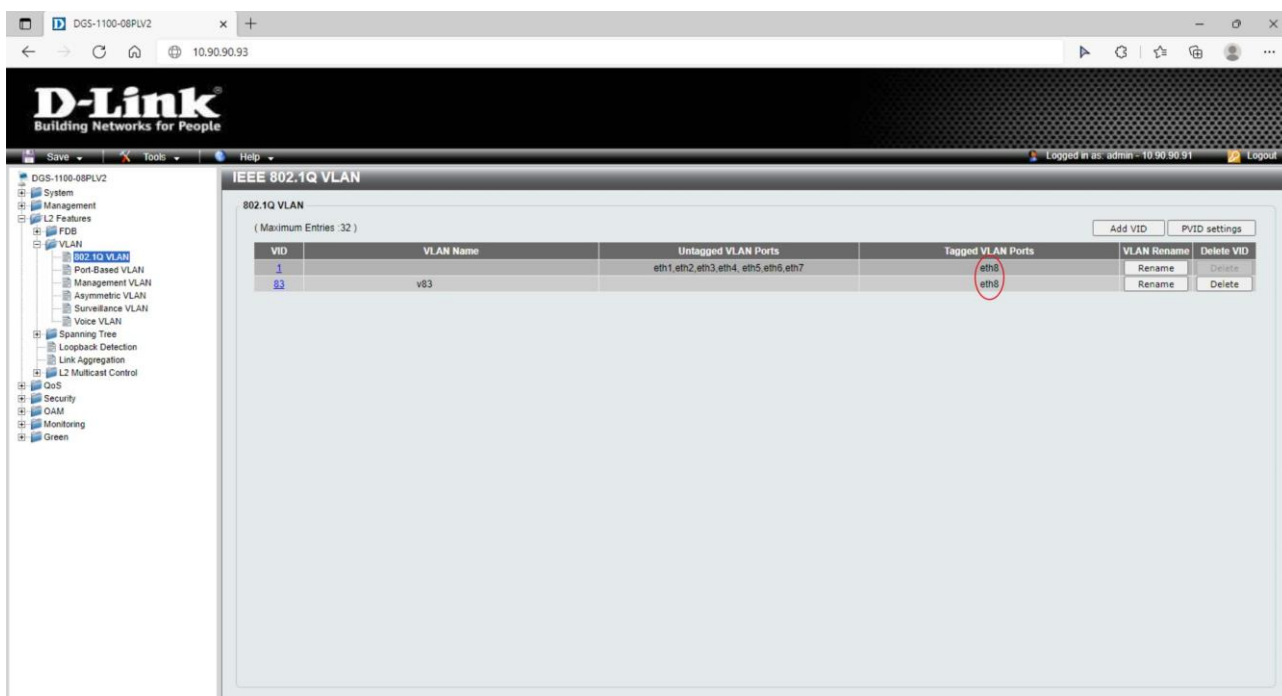 DGS-1100-08PLV2
10.90.90.93
D-Link®
Building Networks for People
Save Tools Help Logged in as: admin - 10.90.90.91 Logout
DGS-1100-08PLV2
System
Management
L2 Features
FDB
VLAN
802.1Q VLAN
Port-Based VLAN
Management VLAN
Asymmetric VLAN
Surveillance VLAN
Voice VLAN
Spanning Tree
Loopback Detection
Link Aggregation
L2 Multicast Control
QoS
Security
OAM
Monitoring
Green
IEEE 802.1Q VLAN
802.1Q VLAN
( Maximum Entries :32 ) Add VID PVID settings
VID VLAN Name Untagged VLAN Ports Tagged VLAN Ports VLAN Rename Delete VID
1 eth1,eth2,eth3,eth4, eth5,eth6,eth7 eth8 Rename Delete
83 v83 eth8 Rename Delete